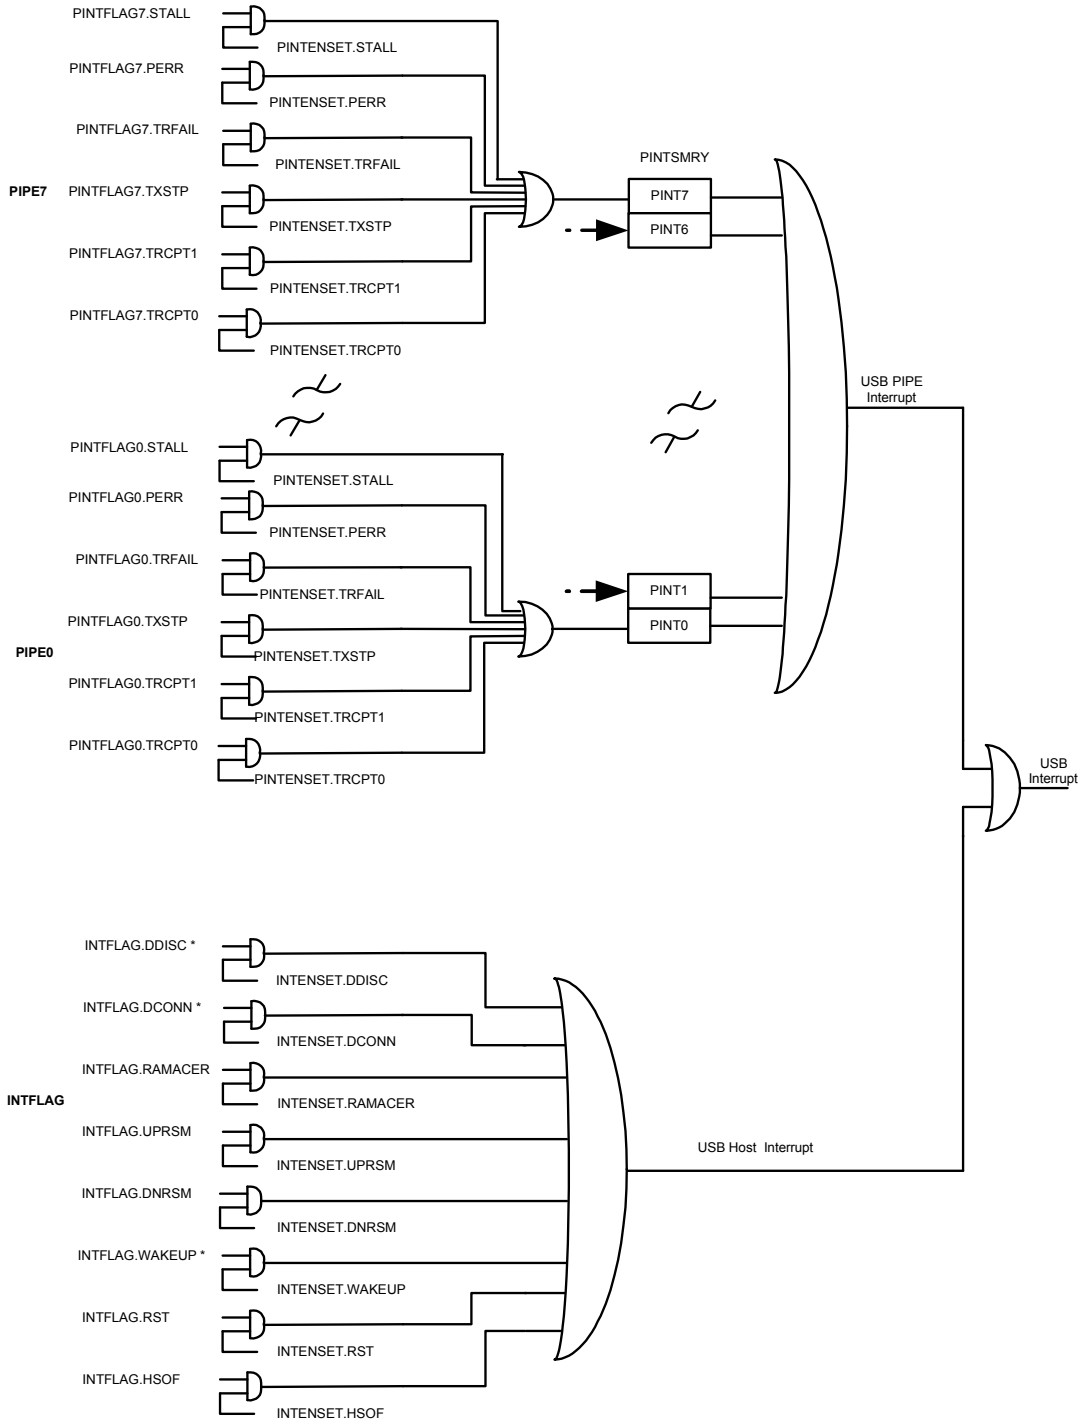 PINTFLAG7.STALL
PINTENSET.STALL
PINTFLAG7.PERR
PINTENSET.PERR
PINTFLAG7.TRFAIL
PINTENSET.TRFAIL
PINTSMRY
PIPE7
PINTFLAG7.TXSTP
PINT7
PINTENSET.TXSTP
PINT6
PINTFLAG7.TRCPT1
PINTENSET.TRCPT1
PINTFLAG7.TRCPT0
PINTENSET.TRCPT0
USB PIPE
Interrupt
PINTFLAG0.STALL
PINTENSET.STALL
PINTFLAG0.PERR
PINTENSET.PERR
PINTFLAG0.TRFAIL
PINTENSET.TRFAIL
PINT1
PINTFLAG0.TXSTP
PINT0
PIPE0
PINTENSET.TXSTP
PINTFLAG0.TRCPT1
PINTENSET.TRCPT1
PINTFLAG0.TRCPT0
PINTENSET.TRCPT0
USB
Interrupt
INTFLAG.DDISC *
INTENSET.DDISC
INTFLAG.DCONN *
INTENSET.DCONN
INTFLAG.RAMACER
INTFLAG
INTENSET.RAMACER
INTFLAG.UPRSM
USB Host Interrupt
INTENSET.UPRSM
INTFLAG.DNRSM
INTENSET.DNRSM
INTFLAG.WAKEUP *
INTENSET.WAKEUP
INTFLAG.RST
INTENSET.RST
INTFLAG.HSOF
INTENSET.HSOF